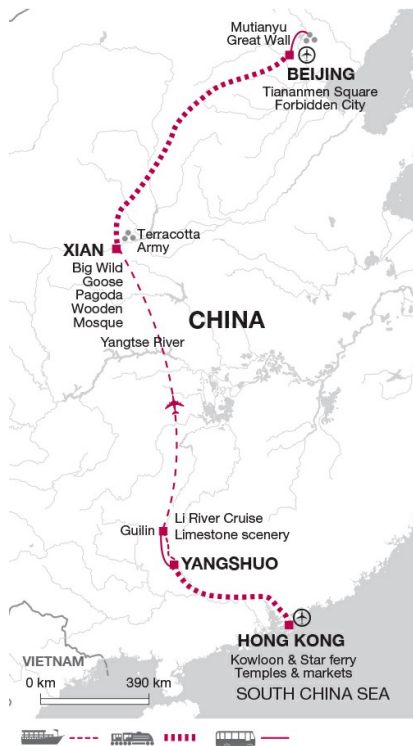 Mutianyu
Great Wall
BEIJING
Tiananmen Square
Forbidden City
Terracotta
Army
XIAN
Big Wild
Goose
Pagoda
Wooden
Mosque
CHINA
Yangtse River
Guilin
Li River Cruise
Limestone scenery
YANGSHUO
HONG KONG
Kowloon & Star ferry
Temples & markets
VIETNAM
0 km 390 km
SOUTH CHINA SEA